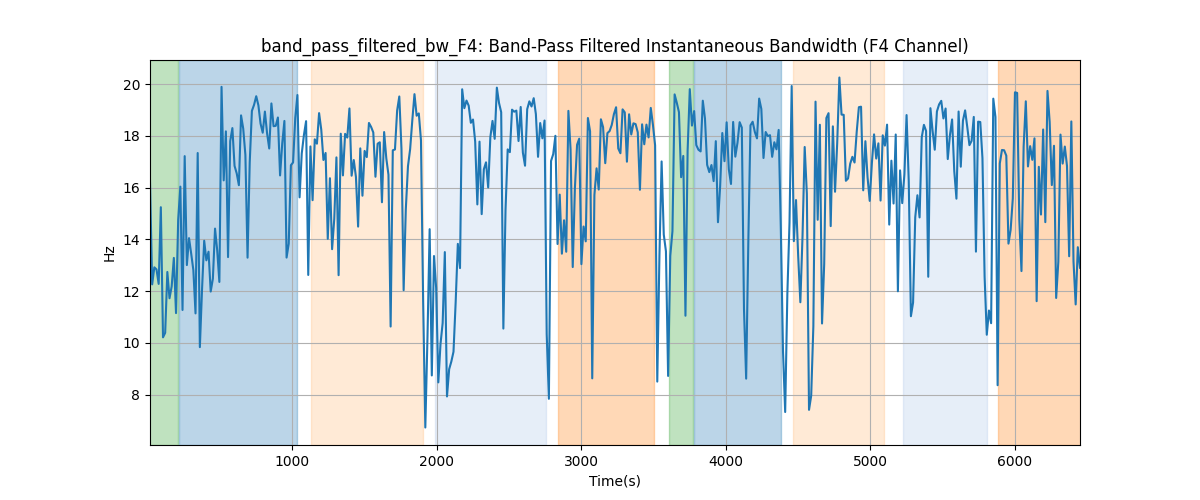 band_pass_filtered_bw_F4: Band-Pass Filtered Instantaneous Bandwidth (F4 Channel)
20
18
16
14
12
10
8
Hz
1000 2000 3000 4000 5000 6000
Time(s)